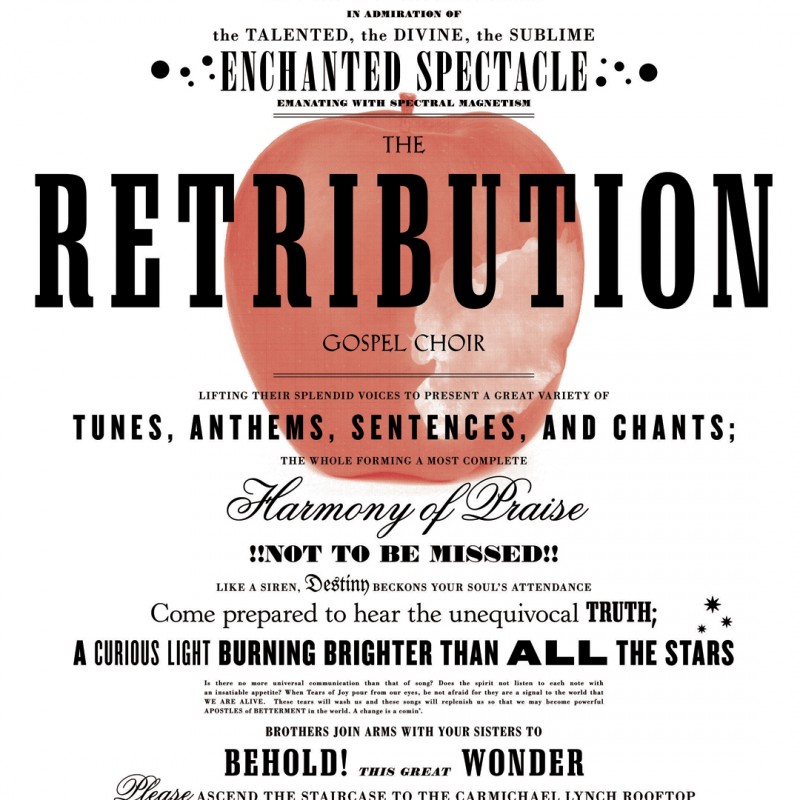 IN ADMIRATION OF
the TALENTED, the DIVINE, the SUBLIME
ENCHANTED SPECTACLE
EMANATING WITH SPECTRAL MAGNETISM
THE
RETRIBUTION
GOSPEL CHOIR
LIFTING THEIR SPLENDID VOICES TO PRESENT A GREAT VARIETY OF
TUNES, ANTHEMS, SENTENCES, AND CHANTS;
THE WHOLE FORMING A MOST COMPLETE
Harmony of Praise
!!NOT TO BE MISSED!!
LIKE A SIREN, Destiny BECKONS YOUR SOUL'S ATTENDANCE
Come prepared to hear the unequivocal TRUTH;
A CURIOUS LIGHT BURNING BRIGHTER THAN ALL THE STARS
Is there no more universal communication than that of song? Does the spirit not listen to each note with
an insatiable appetite? When Tears of Joy pour from our eyes, be not afraid for they are a signal to the world that
WE ARE ALIVE. These tears will wash us and these songs will replenish us so that we may become powerful
APOSTLES of BETTERMENT in the world. A change is a comin'.
BROTHERS JOIN ARMS WITH YOUR SISTERS TO
BEHOLD! THIS GREAT WONDER
Please ASCEND THE STAIRCASE TO THE CARMICHAEL LYNCH ROOFTOP